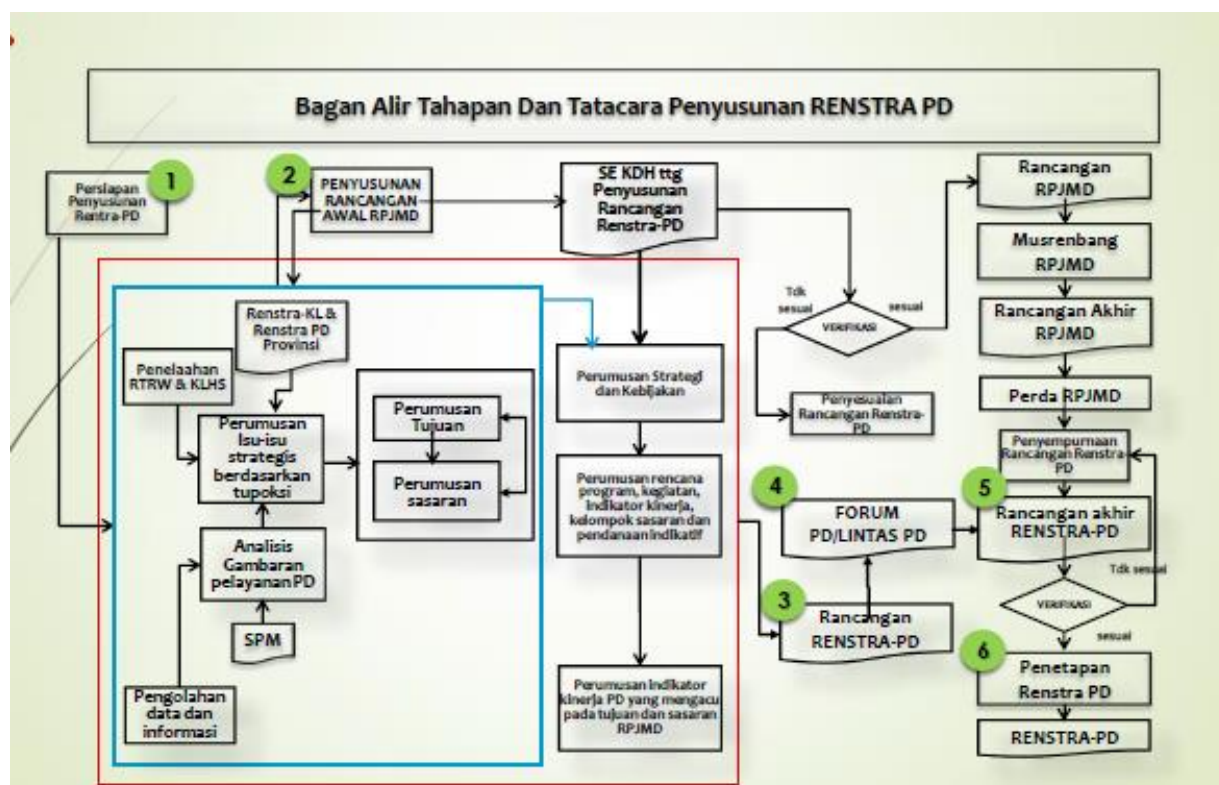 Bagan Alir Tahapan Dan Tatacara Penyusunan RENSTRA PD
1
Persiapan
Penyusunan
Rentra-PD
2
PENYUSUNAN
RANCANGAN
AWAL RPJMD
SE KDH ttg
Penyusunan
Rancangan
Renstra-PD
Rancangan
RPJMD
Musrenbang
RPJMD
Rancangan Akhir
RPJMD
Perda RPJMD
Penyempurnaan
Rancangan Renstra-
PD
Tdk
sesuai
VERIFIKASI
sesuai
Penyesuaian
Rancangan Renstra-
PD
Renstra-KL &
Renstra PD
Provinsi
Penelaahan
RTRW & KLHS
Perumusan
Isu-isu
strategis
berdasarkan
tupoksi
Perumusan
Tujuan
Perumusan
sasaran
Analisis
Gambaran
pelayanan PD
SPM
Pengolahan
data dan
informasi
Perumusan Strategi
dan Kebijakan
Perumusan rencana
program, kegiatan,
indikator kinerja,
kelompok sasaran dan
pendanaan indikatif
Perumusan indikator
kinerja PD yang mengacu
pada tujuan dan sasaran
RPJMD
3
Rancangan
RENSTRA-PD
4
FORUM
PD/LINTAS PD
5
Rancangan akhir
RENSTRA-PD
Tdk sesuai
VERIFIKASI
sesuai
6
Penetapan
Renstra PD
RENSTRA-PD